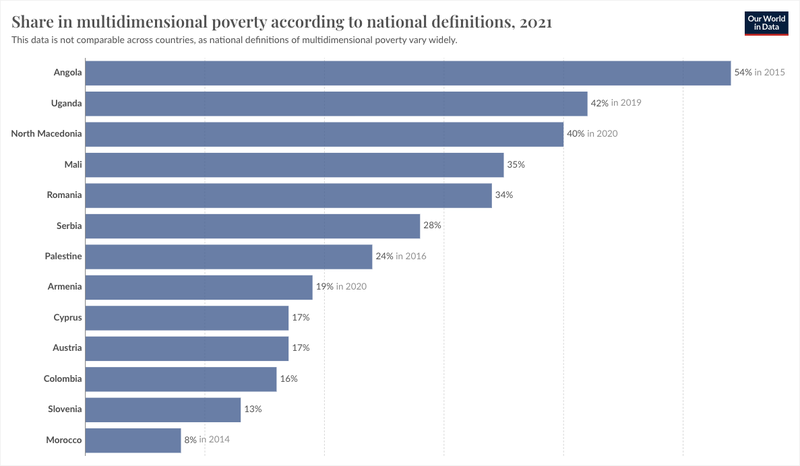 Share in multidimensional poverty according to national definitions, 2021
This data is not comparable across countries, as national definitions of multidimensional poverty vary widely.
Our World
in Data
Angola 54% in 2015
Uganda 42% in 2019
North Macedonia 40% in 2020
Mali 35%
Romania 34%
Serbia 28%
Palestine 24% in 2016
Armenia 19% in 2020
Cyprus 17%
Austria 17%
Colombia 16%
Slovenia 13%
Morocco 8% in 2014